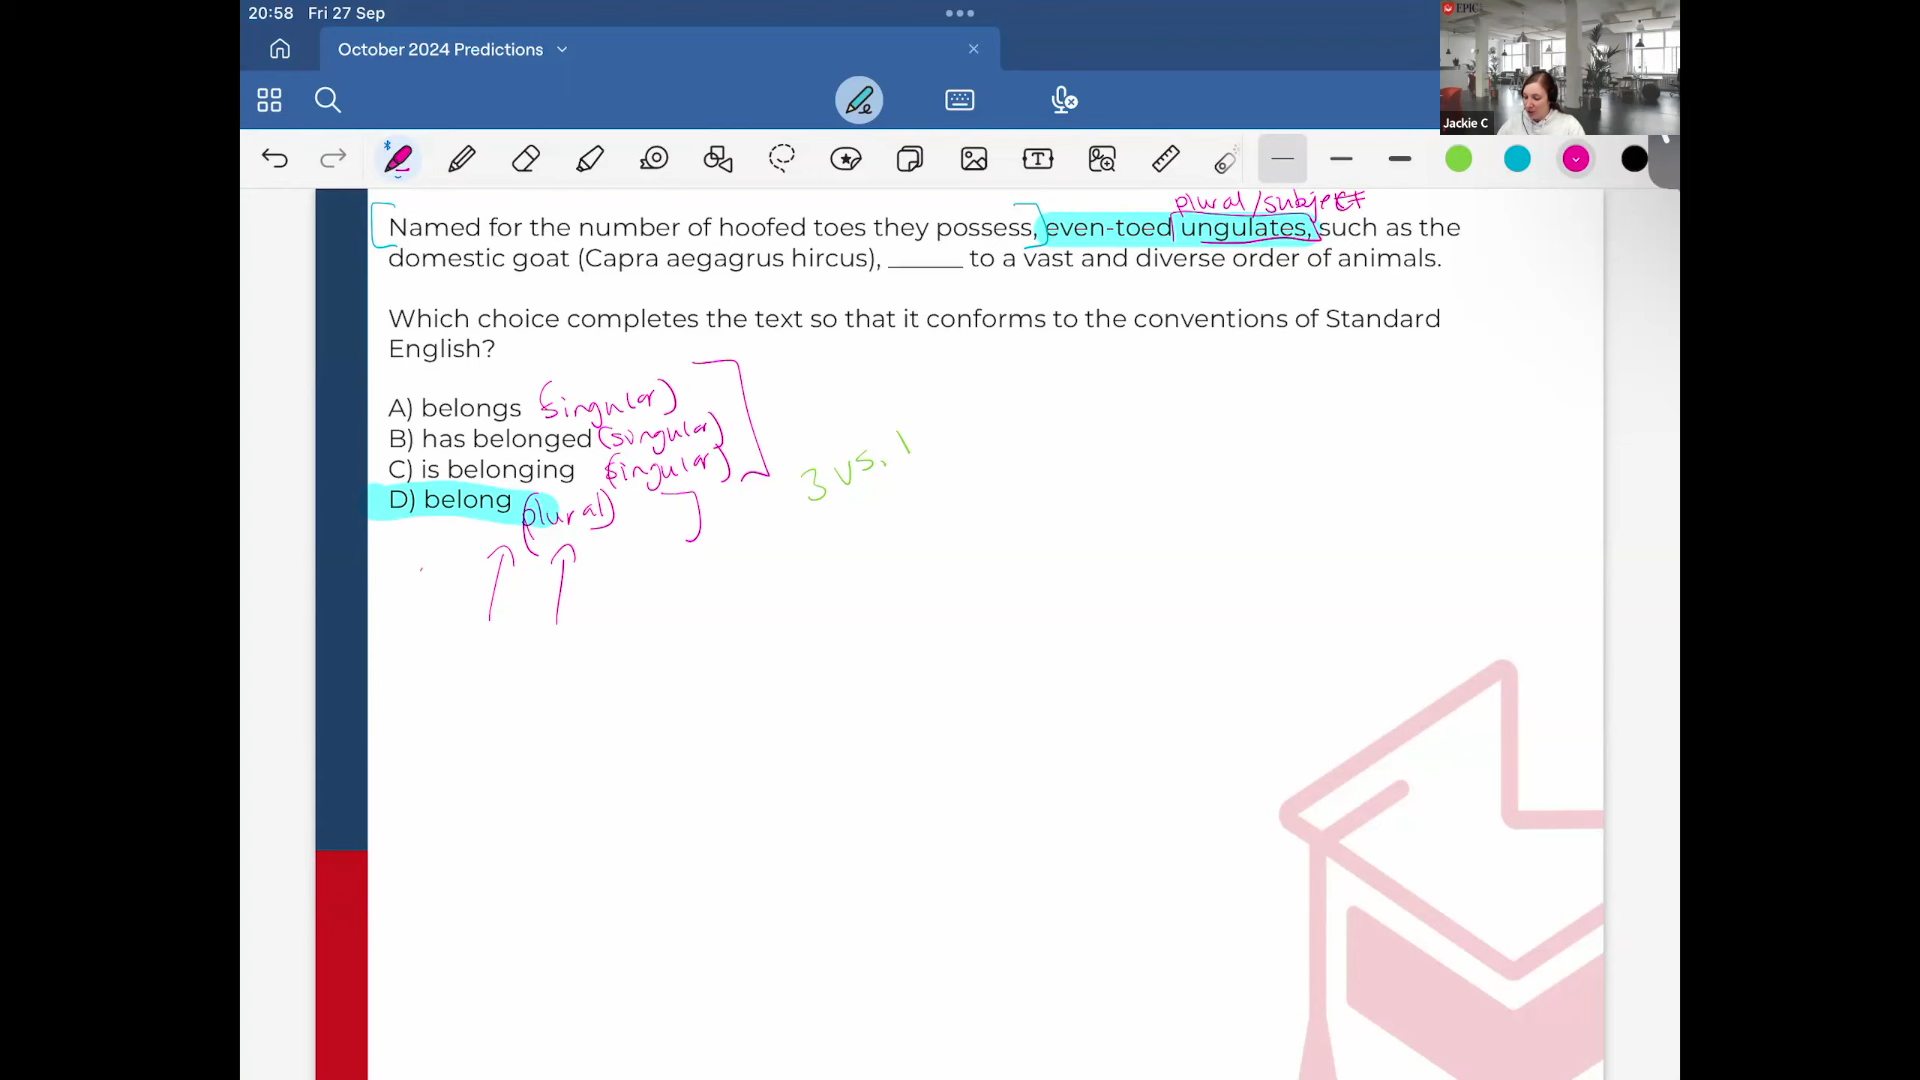 20:58 Fri 27 Sep
EPIC
October 2024 Predictions
Jackie C
plural/subject
Named for the number of hoofed toes they possess, even-toed ungulates, such as the
domestic goat (Capra aegagrus hircus), ______ to a vast and diverse order of animals.
Which choice completes the text so that it conforms to the conventions of Standard
English?
A) belongs (singular)
B) has belonged (singular)
C) is belonging (singular)
D) belong (plural)
3 vs. 1